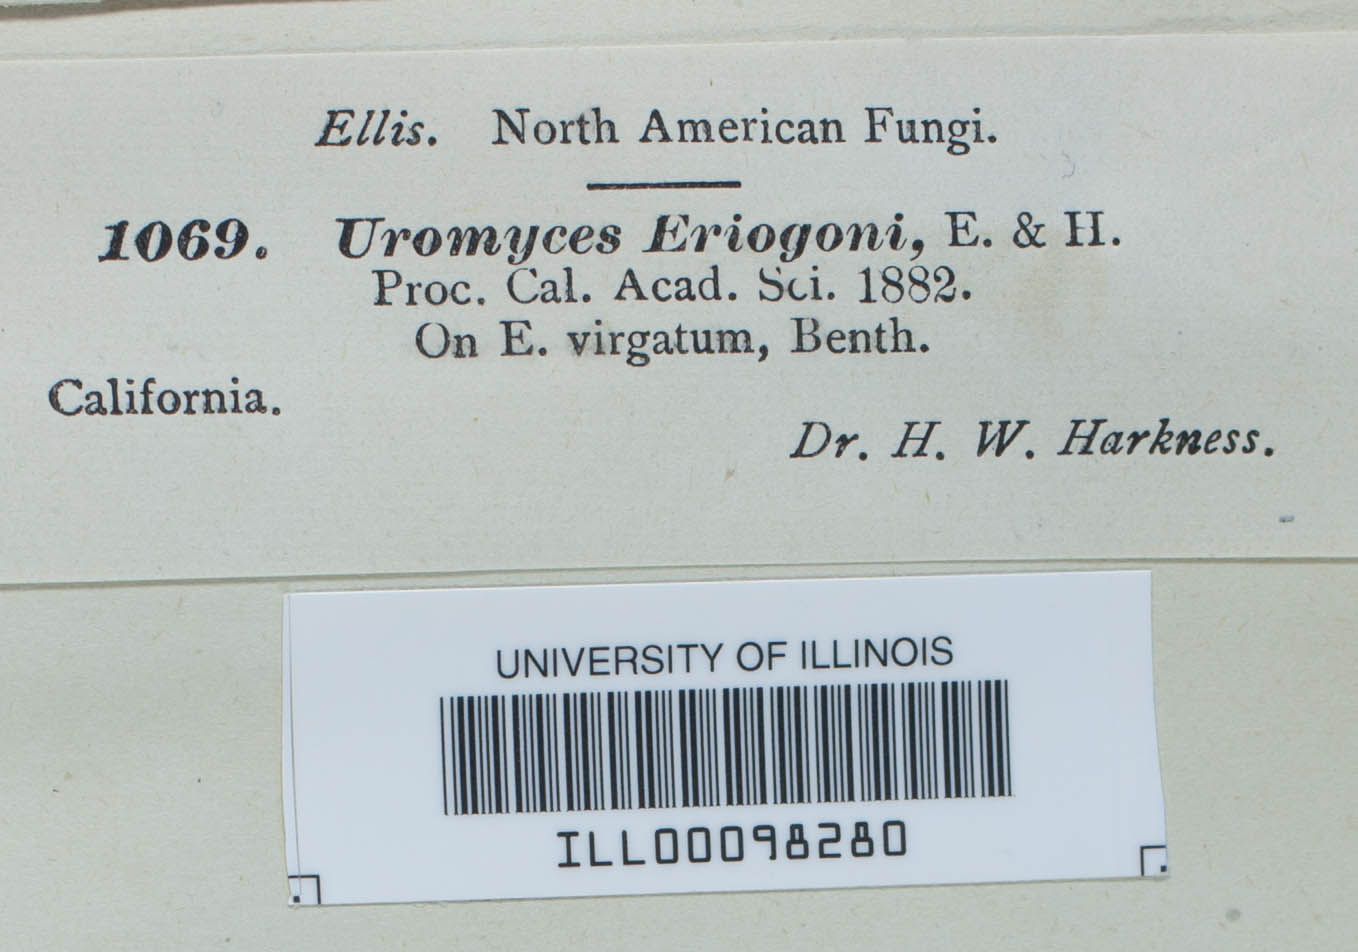 Ellis. North American Fungi.
1069. Uromyces Eriogoni, E. & H.
Proc. Cal. Acad. Sci. 1882.
On E. virgatum, Benth.
California.
Dr. H. W. Harkness.
UNIVERSITY OF ILLINOIS
ILL00098280